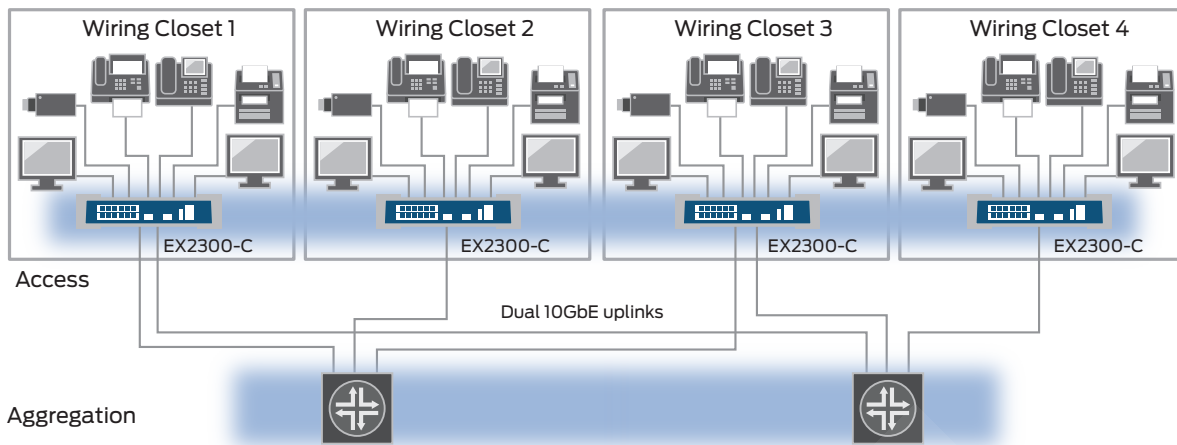 Wiring Closet 1
Wiring Closet 2
Wiring Closet 3
Wiring Closet 4
EX2300-C
EX2300-C
EX2300-C
EX2300-C
Access
Dual 10GbE uplinks
Aggregation